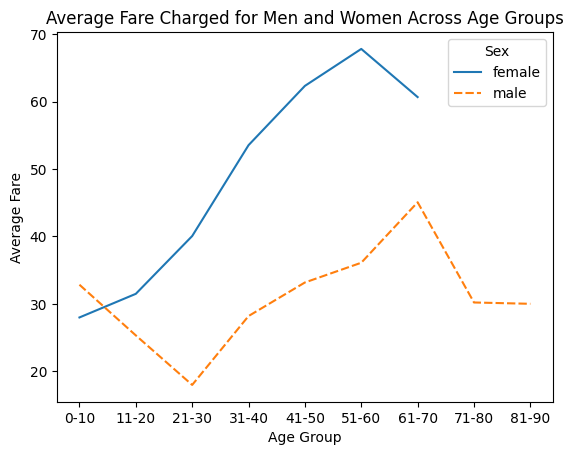 Average Fare Charged for Men and Women Across Age Groups
70
60
50
40
30
20
Average Fare
Sex
female
male
0-10 11-20 21-30 31-40 41-50 51-60 61-70 71-80 81-90
Age Group